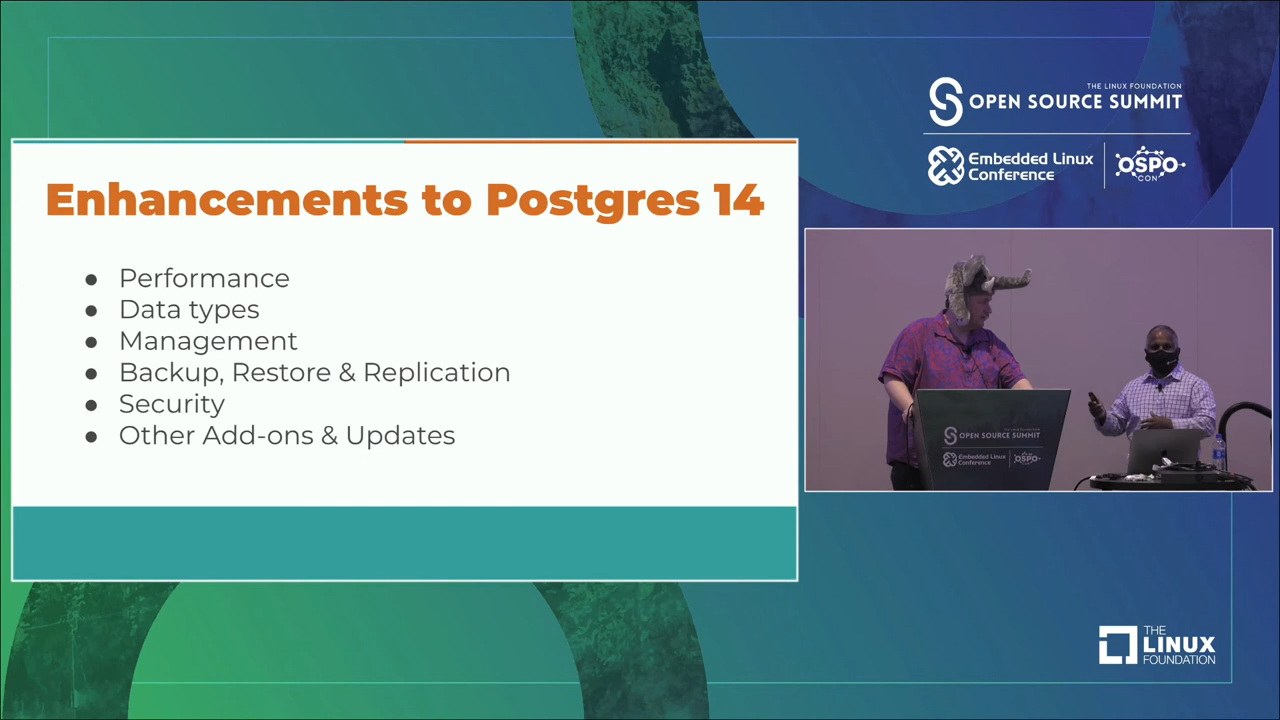 Enhancements to Postgres 14
● Performance
● Data types
● Management
● Backup, Restore & Replication
● Security
● Other Add-ons & Updates
THE LINUX FOUNDATION
OPEN SOURCE SUMMIT
Embedded Linux
Conference
OSPO
CON
OPEN SOURCE SUMMIT
Embedded Linux
Conference
OSPO
THE
LINUX
FOUNDATION